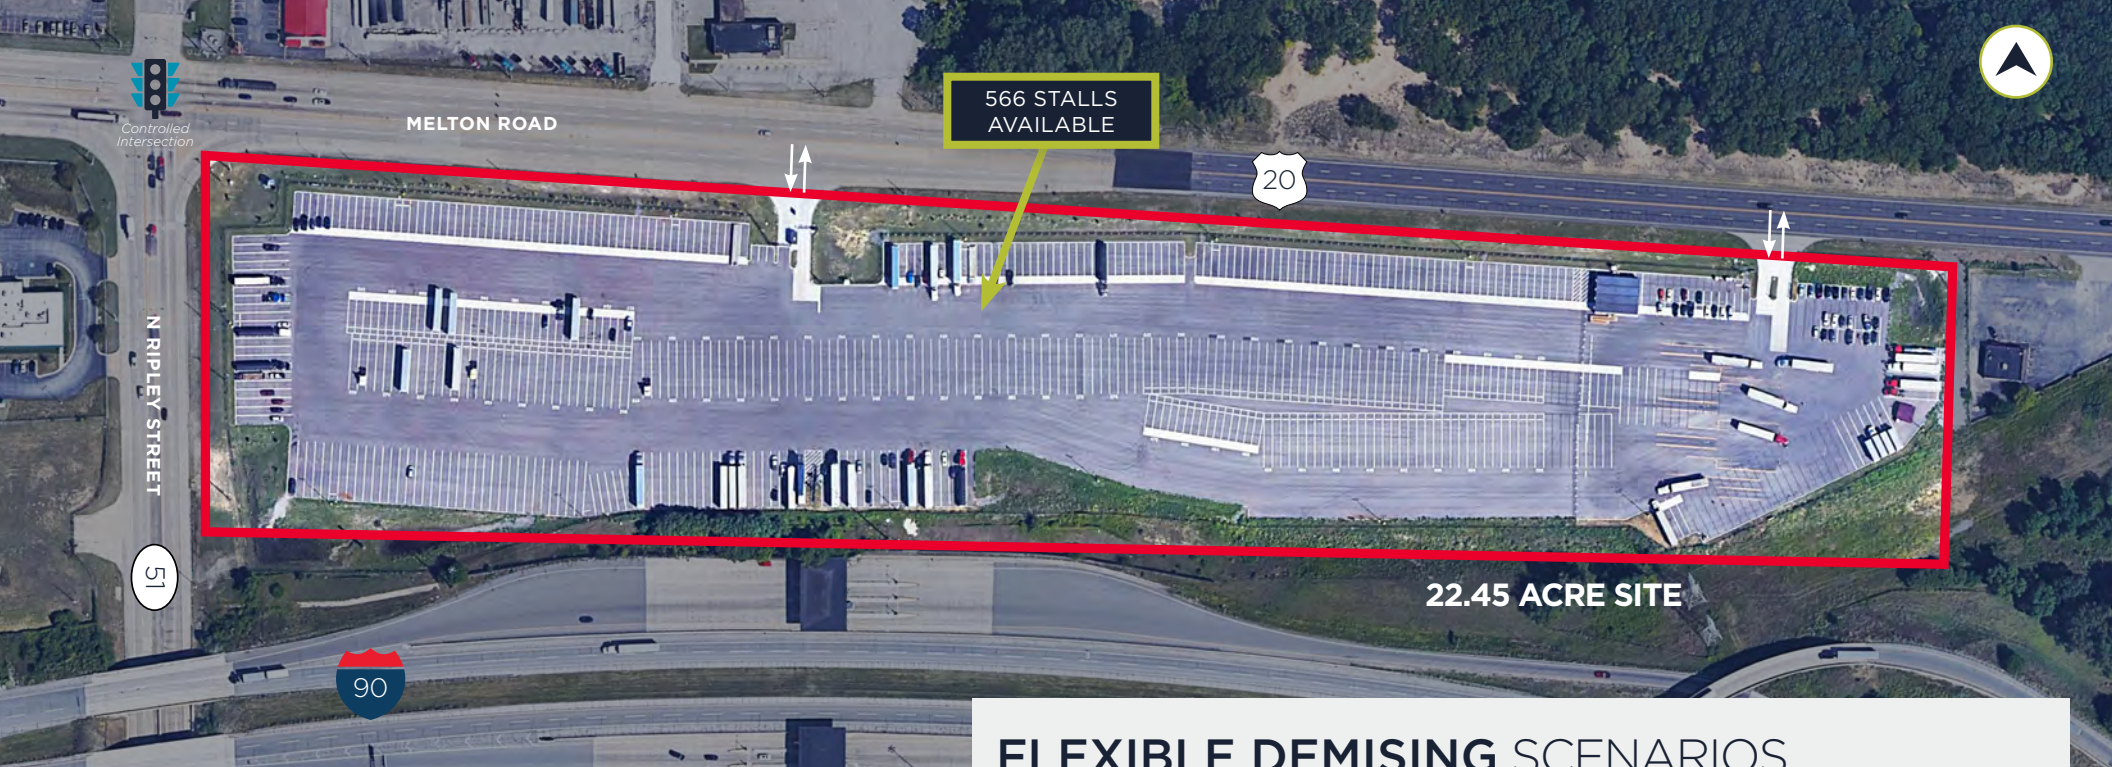 566 STALLS
AVAILABLE
MELTON ROAD
Controlled
Intersection
20
N RIPLEY STREET
51
22.45 ACRE SITE
90
FLEXIBLE DEMISING SCENARIOS